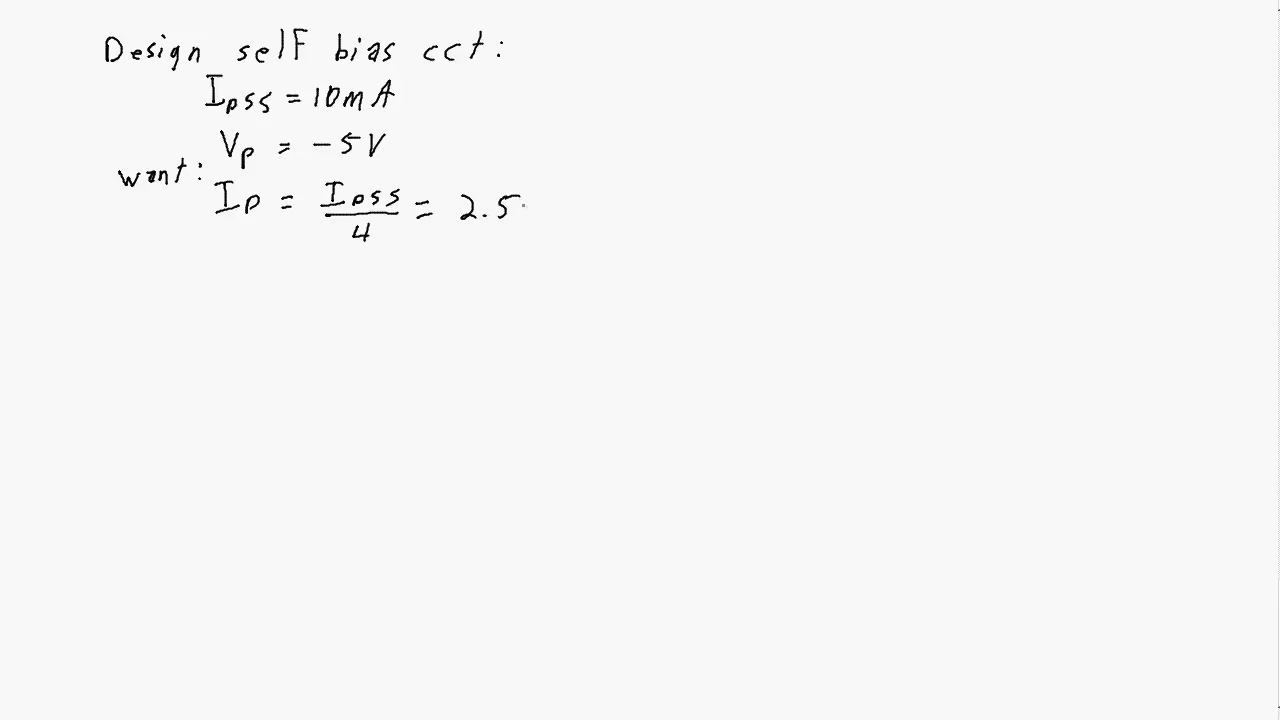 Design self bias cct:
I_DSS = 10mA
V_P = -5V
want:
I_D = I_DSS/4 = 2.5